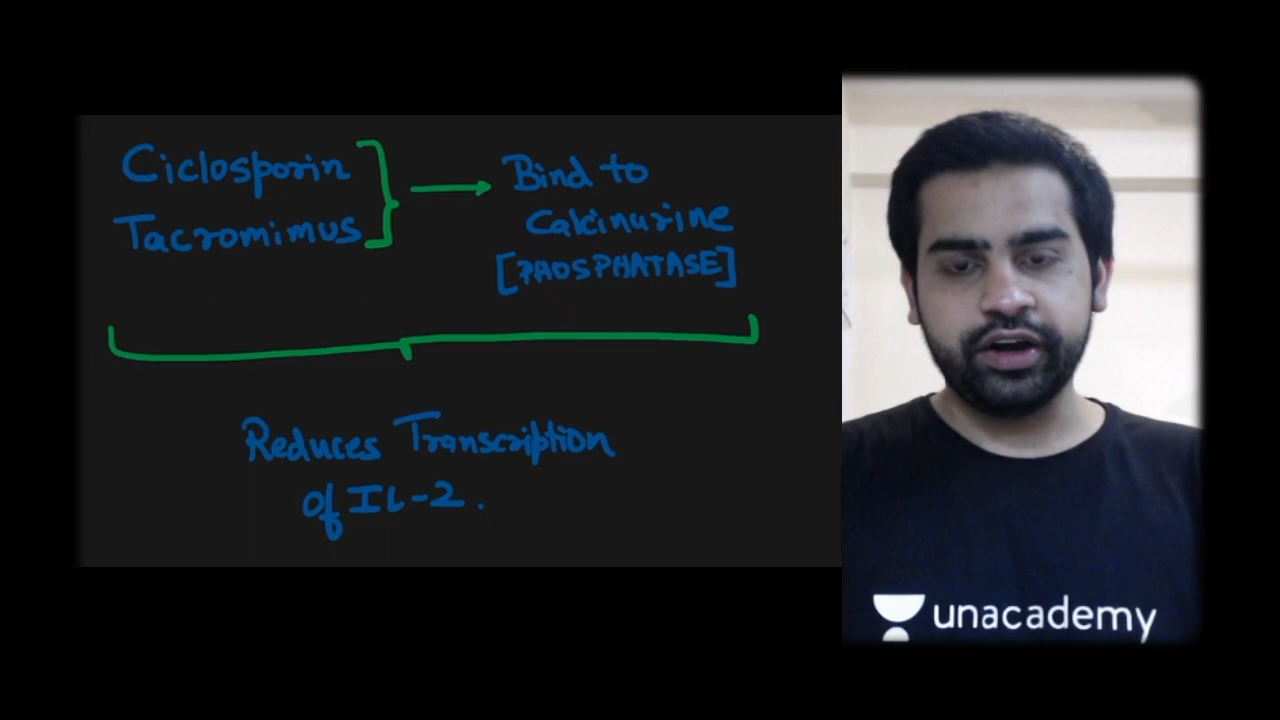 Ciclosporin
Tacromimus
Bind to
Calcinurine
[PHOSPHATASE]
Reduces Transcription
of IL-2.
unacademy